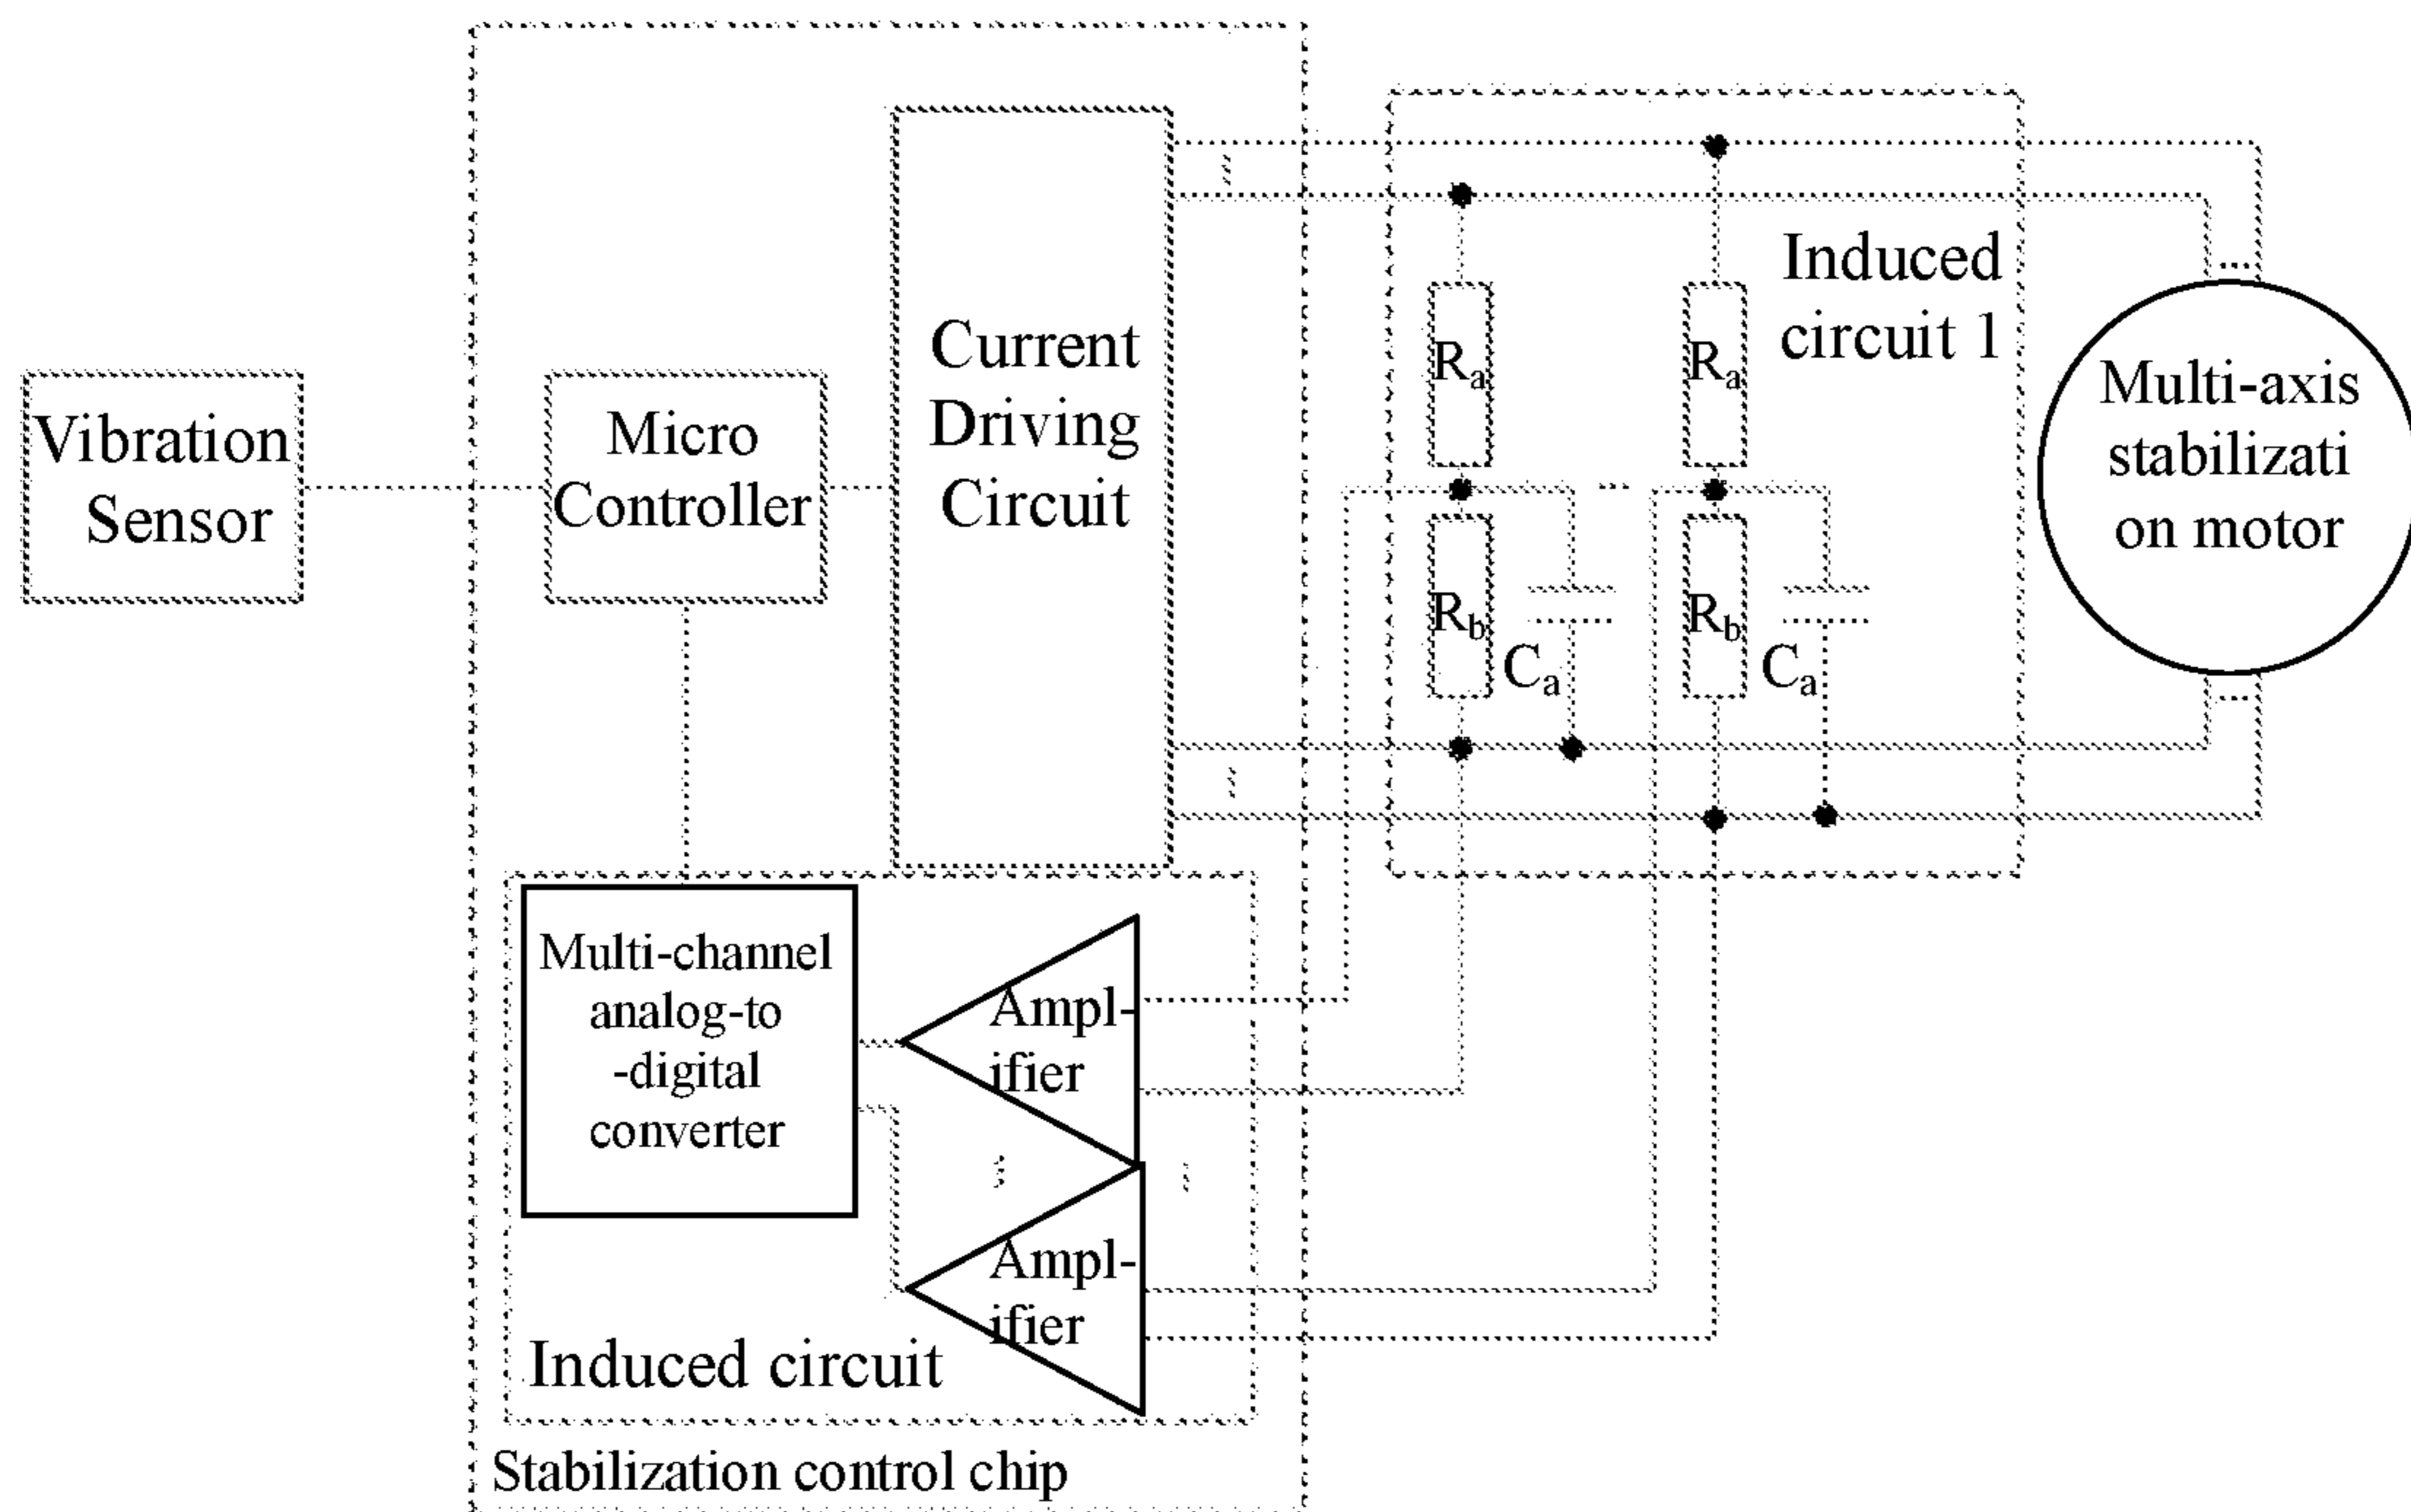 Vibration
Sensor
Micro
Controller
Current
Driving
Circuit
Induced
circuit 1
Ra
Ra
Rb
Rb
Ca
Ca
Multi-axis
stabilizati
on motor
Multi-channel
analog-to
-digital
converter
Ampl-
ifier
Ampl-
ifier
Induced circuit
Stabilization control chip